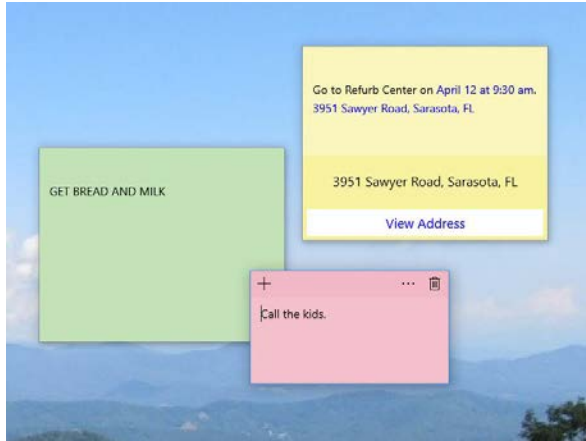 Go to Refurb Center on April 12 at 9:30 am.
3951 Sawyer Road, Sarasota, FL
3951 Sawyer Road, Sarasota, FL
View Address
GET BREAD AND MILK
Call the kids.